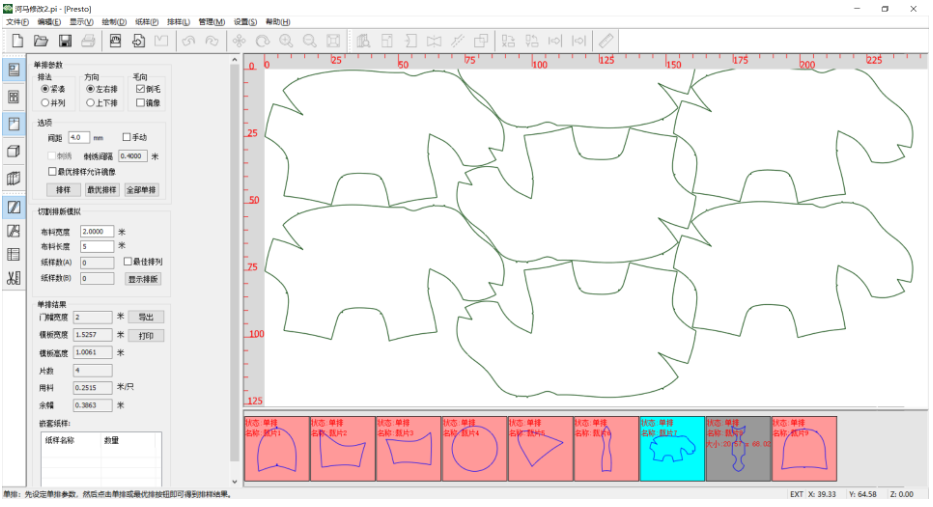 河马修改2.pi - [Presto]
文件(F) 编辑(E) 显示(V) 绘制(D) 纸样(P) 排样(L) 管理(M) 设置(S) 帮助(H)
单排参数
排法 方向 毛向
紧凑 左右排 倒毛
并列 上下排 镜像
选项
间距 4.0 mm 手动
刺绣 刺绣间隔 0.4000 米
最优排样允许镜像
排样 最优排样 全部单排
切割排版模拟
布料宽度 2.0000 米
布料长度 5 米
纸样数(A) 0 最佳排列
纸样数(B) 0 显示排版
单排结果
门幅宽度 2 米 导出
模板宽度 1.5257 米 打印
模板高度 1.0061 米
片数 4
用料 0.2515 米/只
余幅 0.3863 米
嵌套纸样:
纸样名称 数量
0 25 50 75 100 125 150 175 200 225
0
25
50
75
100
125
状态:单排 状态:单排 状态:单排 状态:单排 状态:单排 状态:单排 状态:单排 状态:单排 状态:单排
名称:裁片1 名称:裁片2 名称:裁片3 名称:裁片4 名称:裁片5 名称:裁片6 名称:裁片7 名称:裁片8 名称:裁片9
单排: 先设定单排参数, 然后点击单排或最优排按钮即可得到排样结果。
EXT X: 39.33 Y: 64.58 Z: 0.00